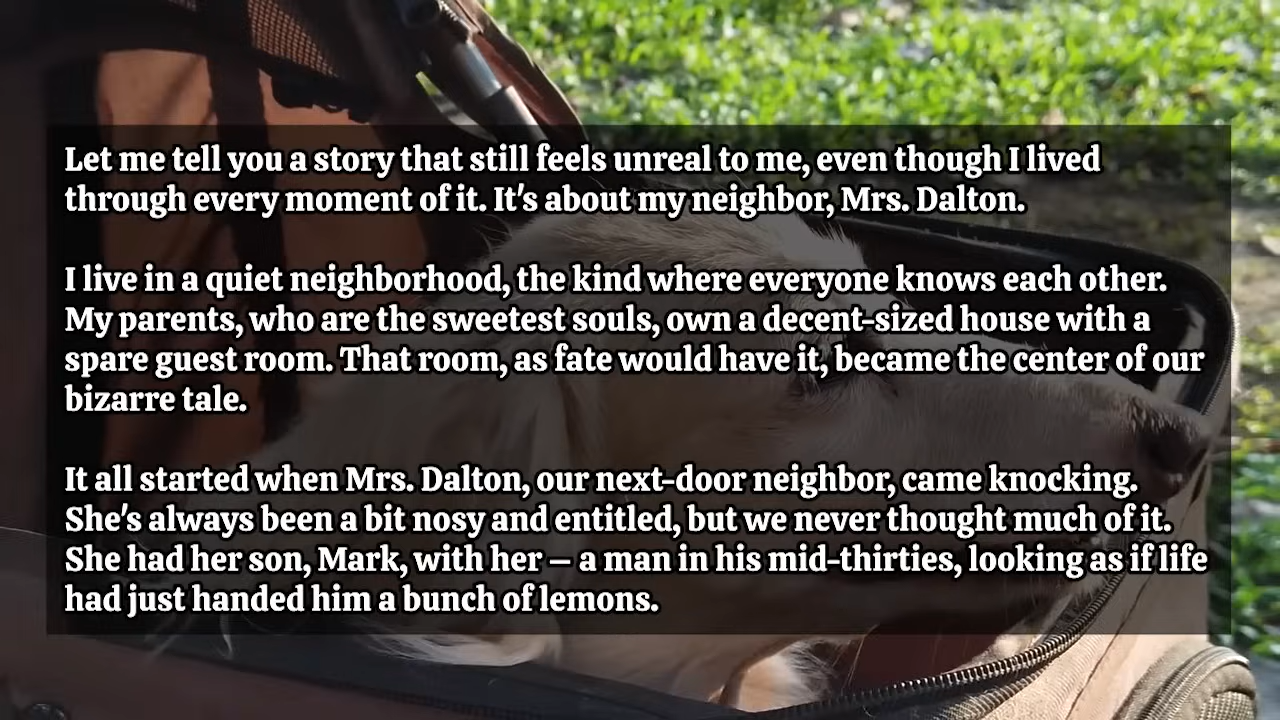 Let me tell you a story that still feels unreal to me, even though I lived
through every moment of it. It's about my neighbor, Mrs. Dalton.
I live in a quiet neighborhood, the kind where everyone knows each other.
My parents, who are the sweetest souls, own a decent-sized house with a
spare guest room. That room, as fate would have it, became the center of our
bizarre tale.
It all started when Mrs. Dalton, our next-door neighbor, came knocking.
She's always been a bit nosy and entitled, but we never thought much of it.
She had her son, Mark, with her – a man in his mid-thirties, looking as if life
had just handed him a bunch of lemons.